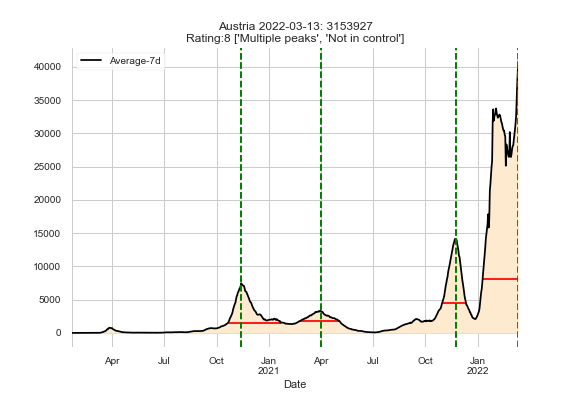 Austria 2022-03-13: 3153927
Rating:8 ['Multiple peaks', 'Not in control']
Average-7d
40000
35000
30000
25000
20000
15000
10000
5000
0
Apr Jul Oct Jan Apr Jul Oct Jan
2021 2022
Date